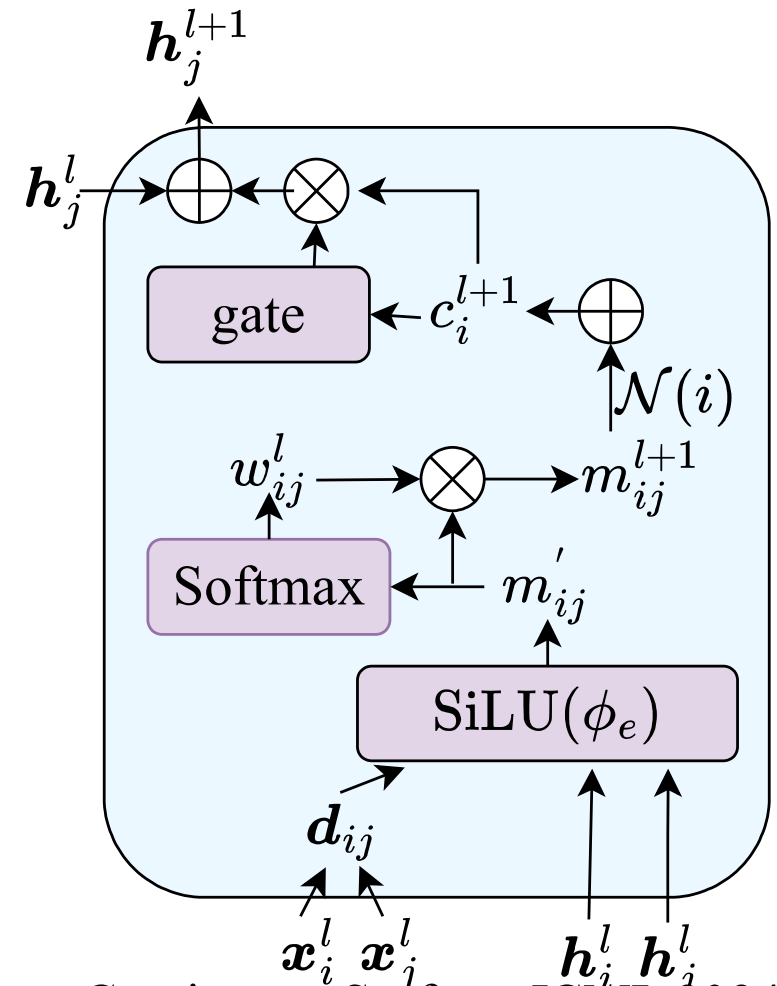 h_j^{l+1}
h_j^l
gate
c_i^{l+1}
𝒩(i)
w_{ij}^l
m_{ij}^{l+1}
Softmax
m_{ij}^{'}
SiLU(ϕ_e)
d_{ij}
x_i^l x_j^l
h_i^l h_j^l